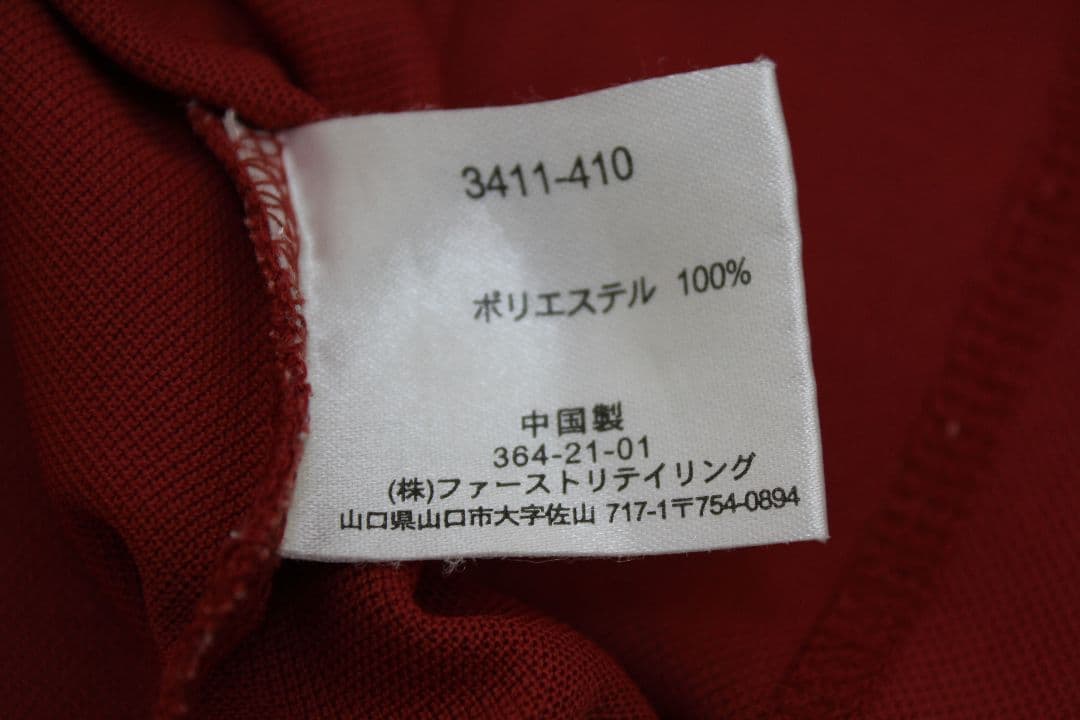 3411-410
ポリエステル 100%
中国製
364-21-01
(株)ファーストリテイリング
山口県山口市大字佐山 717-1〒754-0894